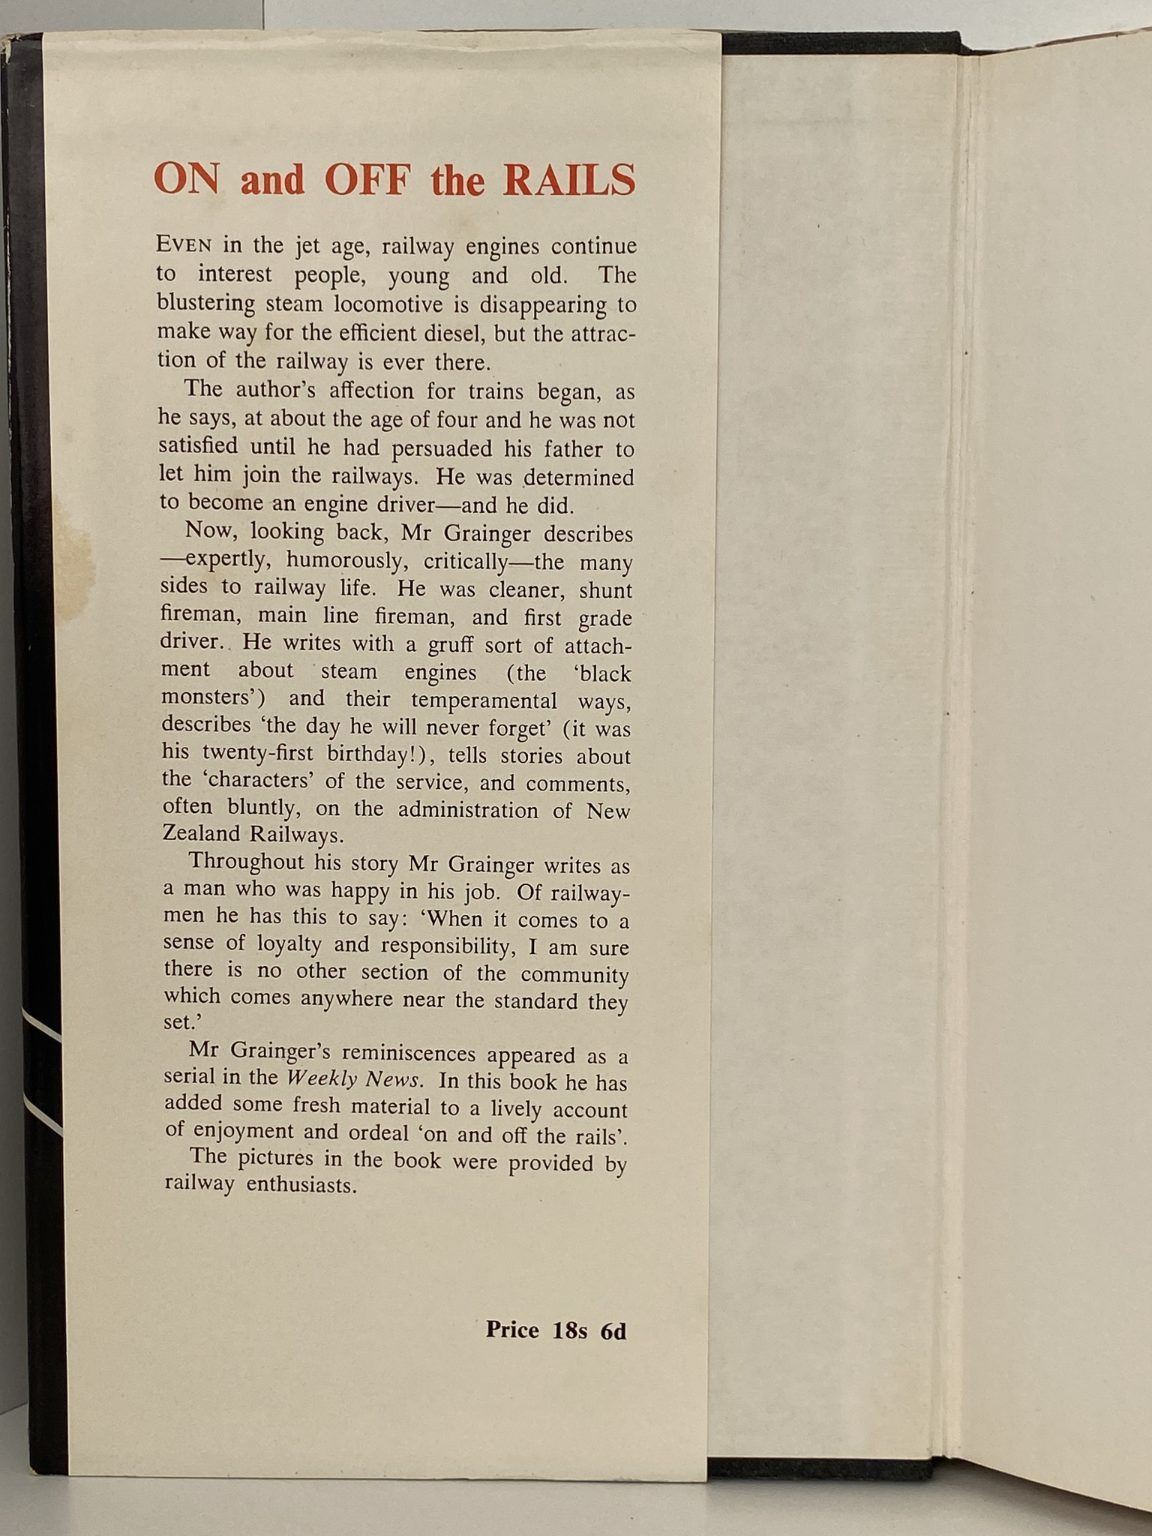 ON and OFF the RAILS
EVEN in the jet age, railway engines continue
to interest people, young and old. The
blustering steam locomotive is disappearing to
make way for the efficient diesel, but the attrac-
tion of the railway is ever there.
The author's affection for trains began, as
he says, at about the age of four and he was not
satisfied until he had persuaded his father to
let him join the railways. He was determined
to become an engine driver—and he did.
Now, looking back, Mr Grainger describes
—expertly, humorously, critically—the many
sides to railway life. He was cleaner, shunt
fireman, main line fireman, and first grade
driver. He writes with a gruff sort of attach-
ment about steam engines (the ‘black
monsters’) and their temperamental ways,
describes ‘the day he will never forget’ (it was
his twenty-first birthday!), tells stories about
the ‘characters’ of the service, and comments,
often bluntly, on the administration of New
Zealand Railways.
Throughout his story Mr Grainger writes as
a man who was happy in his job. Of railway-
men he has this to say: ‘When it comes to a
sense of loyalty and responsibility, I am sure
there is no other section of the community
which comes anywhere near the standard they
set.’
Mr Grainger's reminiscences appeared as a
serial in the Weekly News. In this book he has
added some fresh material to a lively account
of enjoyment and ordeal ‘on and off the rails’.
The pictures in the book were provided by
railway enthusiasts.
Price 18s 6d